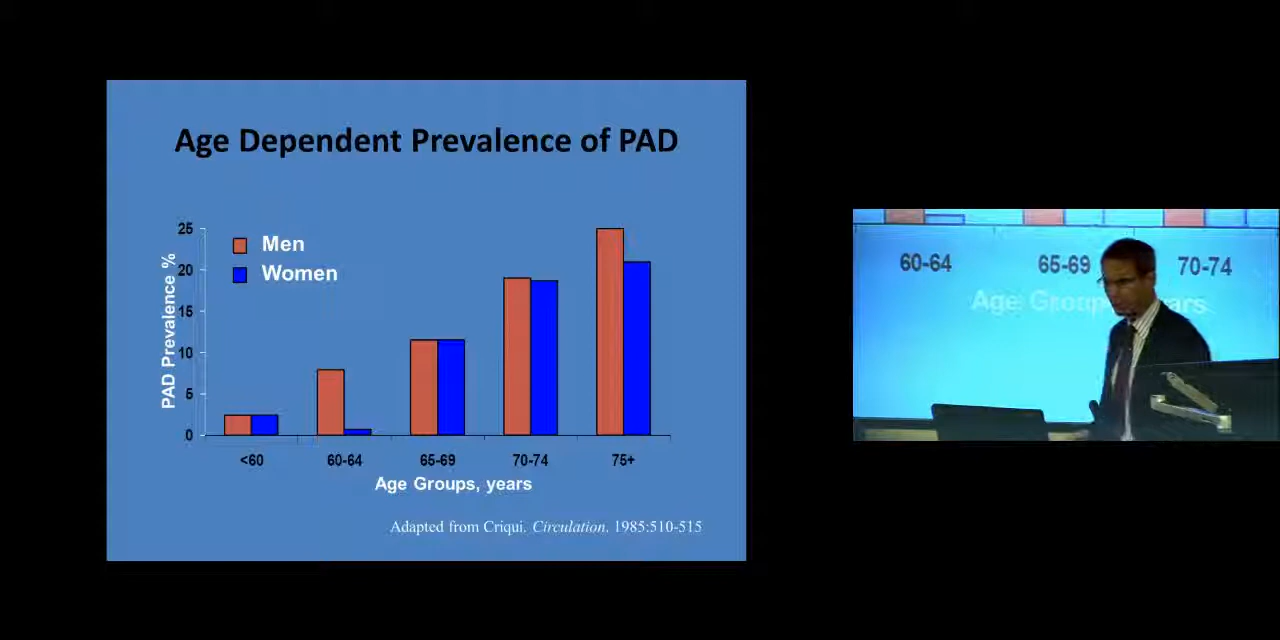 Age Dependent Prevalence of PAD
25
20
15
10
5
0
PAD Prevalence %
Men
Women
<60
60-64
65-69
70-74
75+
Age Groups, years
Adapted from Criqui. Circulation. 1985:510-515
60-64
65-69
70-74
Age Group
ars